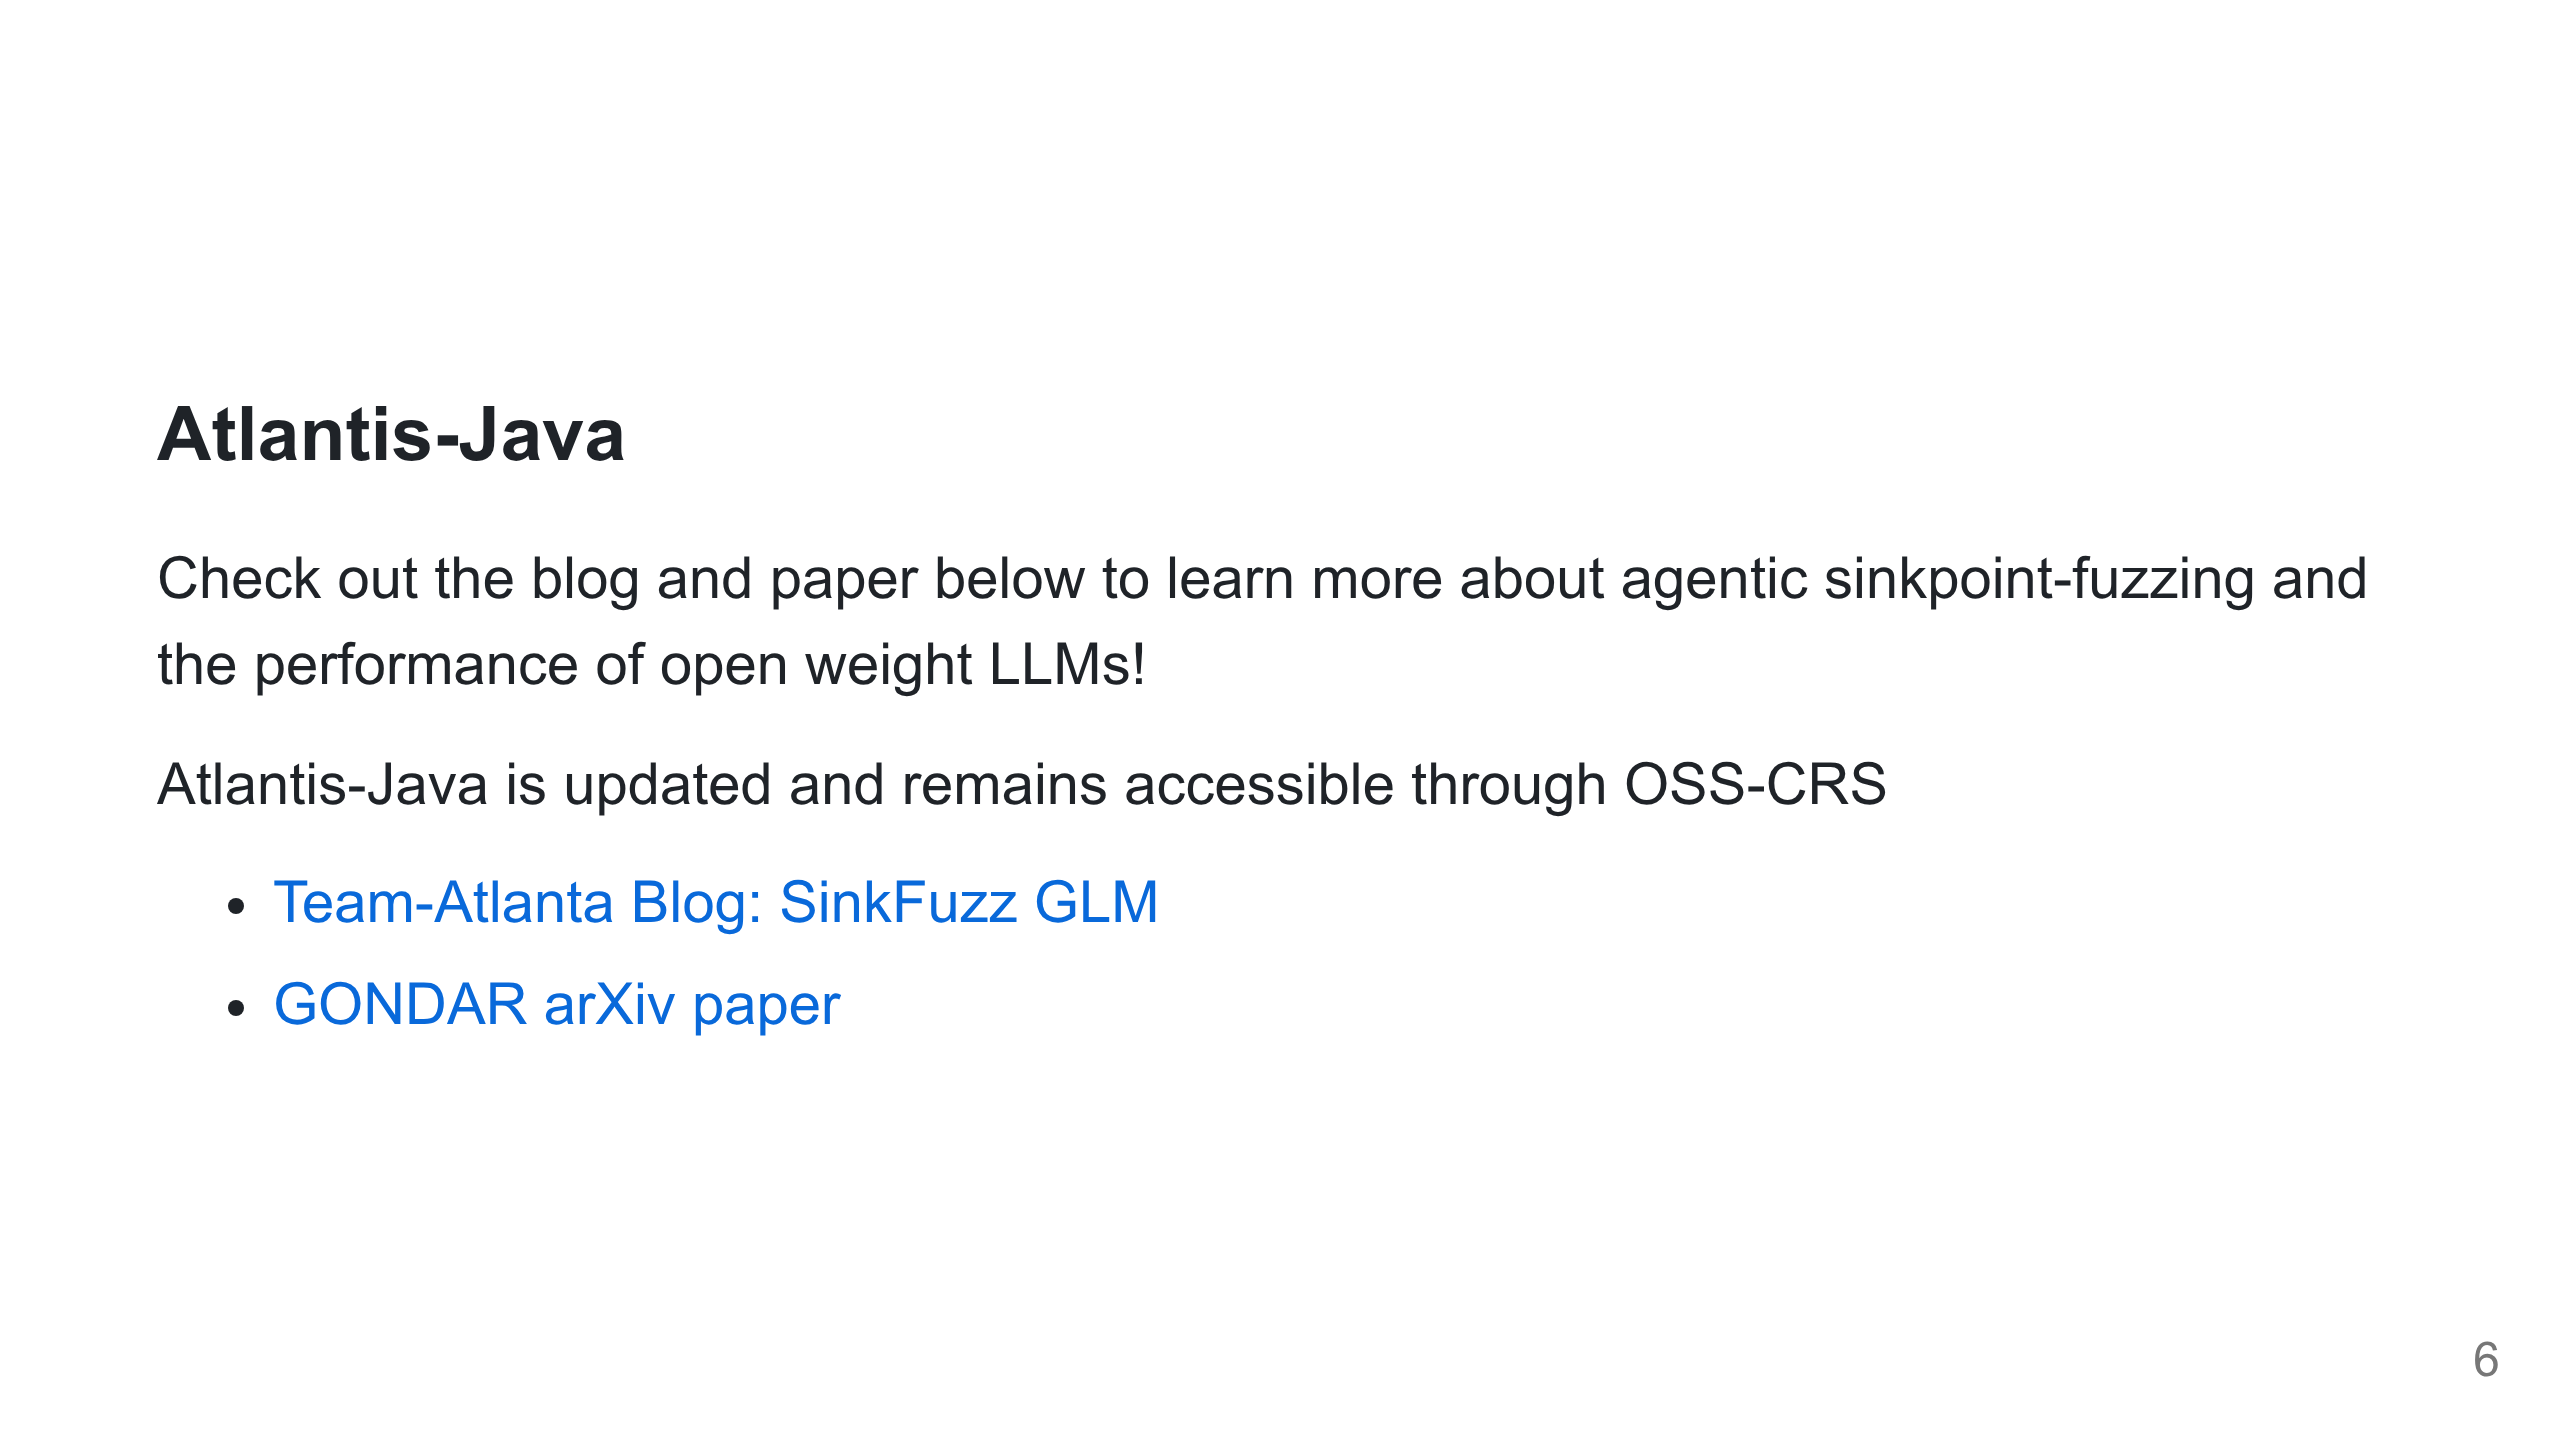 Atlantis-Java
Check out the blog and paper below to learn more about agentic sinkpoint-fuzzing and
the performance of open weight LLMs!
Atlantis-Java is updated and remains accessible through OSS-CRS
• Team-Atlanta Blog: SinkFuzz GLM
• GONDAR arXiv paper
6